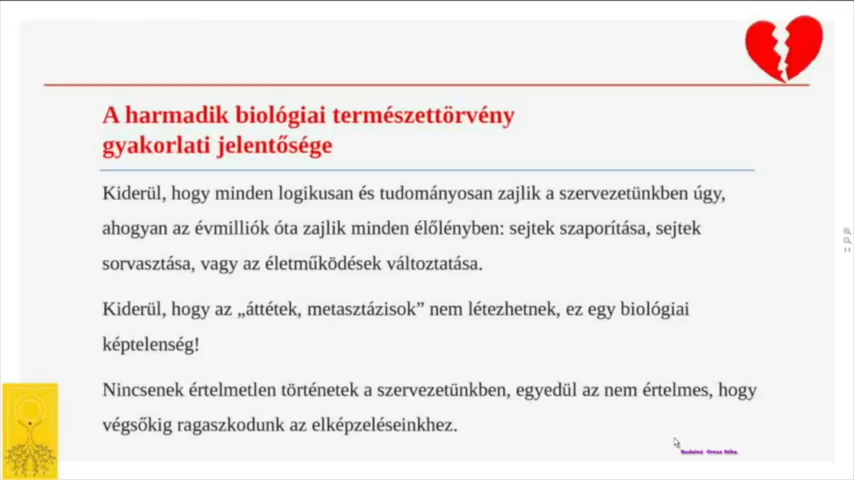 A harmadik biológiai természettörvény
gyakorlati jelentősége
Kiderül, hogy minden logikusan és tudományosan zajlik a szervezetünkben úgy,
ahogyan az évmilliók óta zajlik minden élőlényben: sejtek szaporítása, sejtek
sorvasztása, vagy az életműködések változtatása.
Kiderül, hogy az „áttétek, metasztázisok” nem létezhetnek, ez egy biológiai
képtelenség!
Nincsenek értelmetlen történetek a szervezetünkben, egyedül az nem értelmes, hogy
végsőkig ragaszkodunk az elképzeléseinkhez.